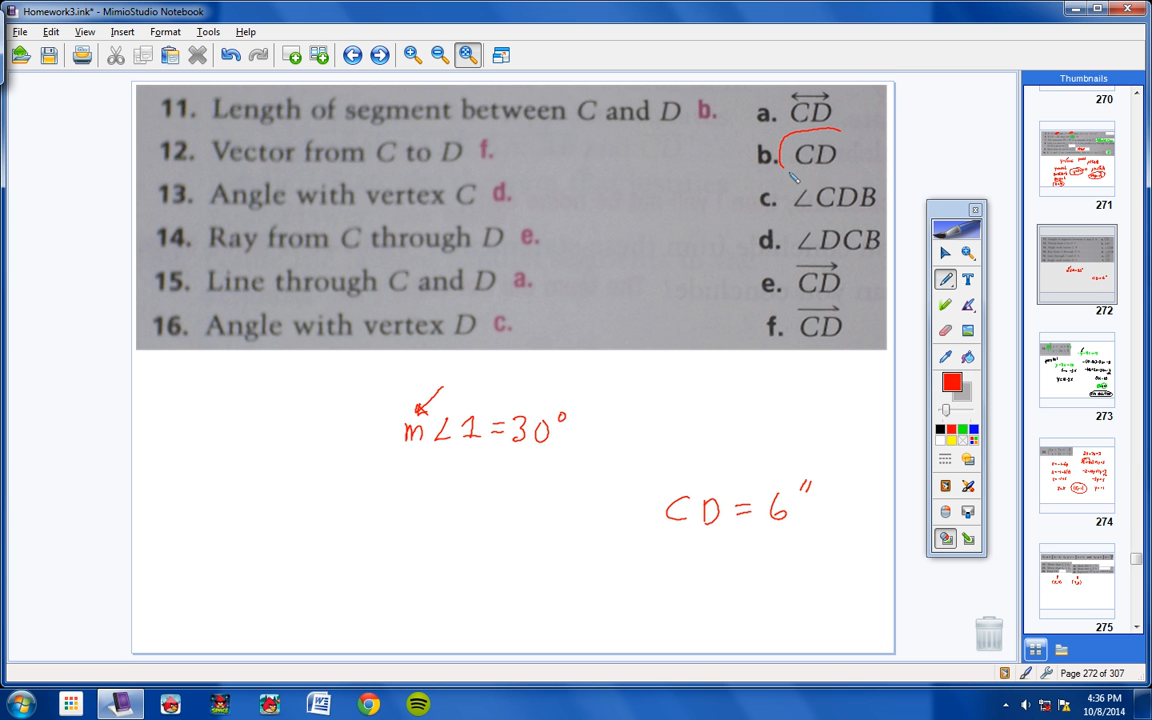 Homework3.ink* - MimioStudio Notebook
File Edit View Insert Format Tools Help
11. Length of segment between C and D b.
12. Vector from C to D f.
13. Angle with vertex C d.
14. Ray from C through D e.
15. Line through C and D a.
16. Angle with vertex D c.
a. CD
b. CD
c. ∠CDB
d. ∠DCB
e. CD
f. CD
m∠1=30°
CD=6"
T
Thumbnails
270
271
272
273
274
275
Page 272 of 307
4:36 PM
10/8/2014